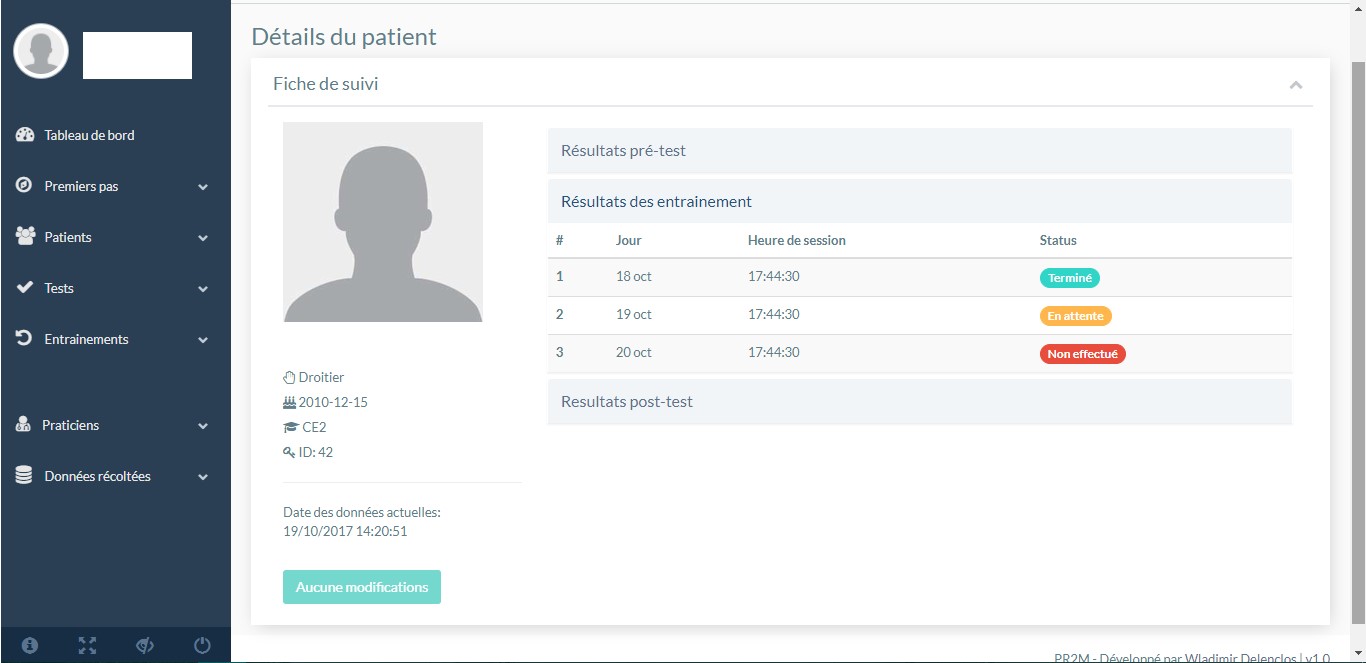 Détails du patient
Fiche de suivi
Tableau de bord
Premiers pas
Patients
Tests
Entrainements
Praticiens
Données récoltées
Droitier
2010-12-15
CE2
ID: 42
Date des données actuelles:
19/10/2017 14:20:51
Aucune modifications
Résultats pré-test
Résultats des entrainement
# Jour Heure de session Status
1 18 oct 17:44:30 Terminé
2 19 oct 17:44:30 En attente
3 20 oct 17:44:30 Non effectué
Resultats post-test
PR2M - Développé par Wladimir Delenclos | v1.0